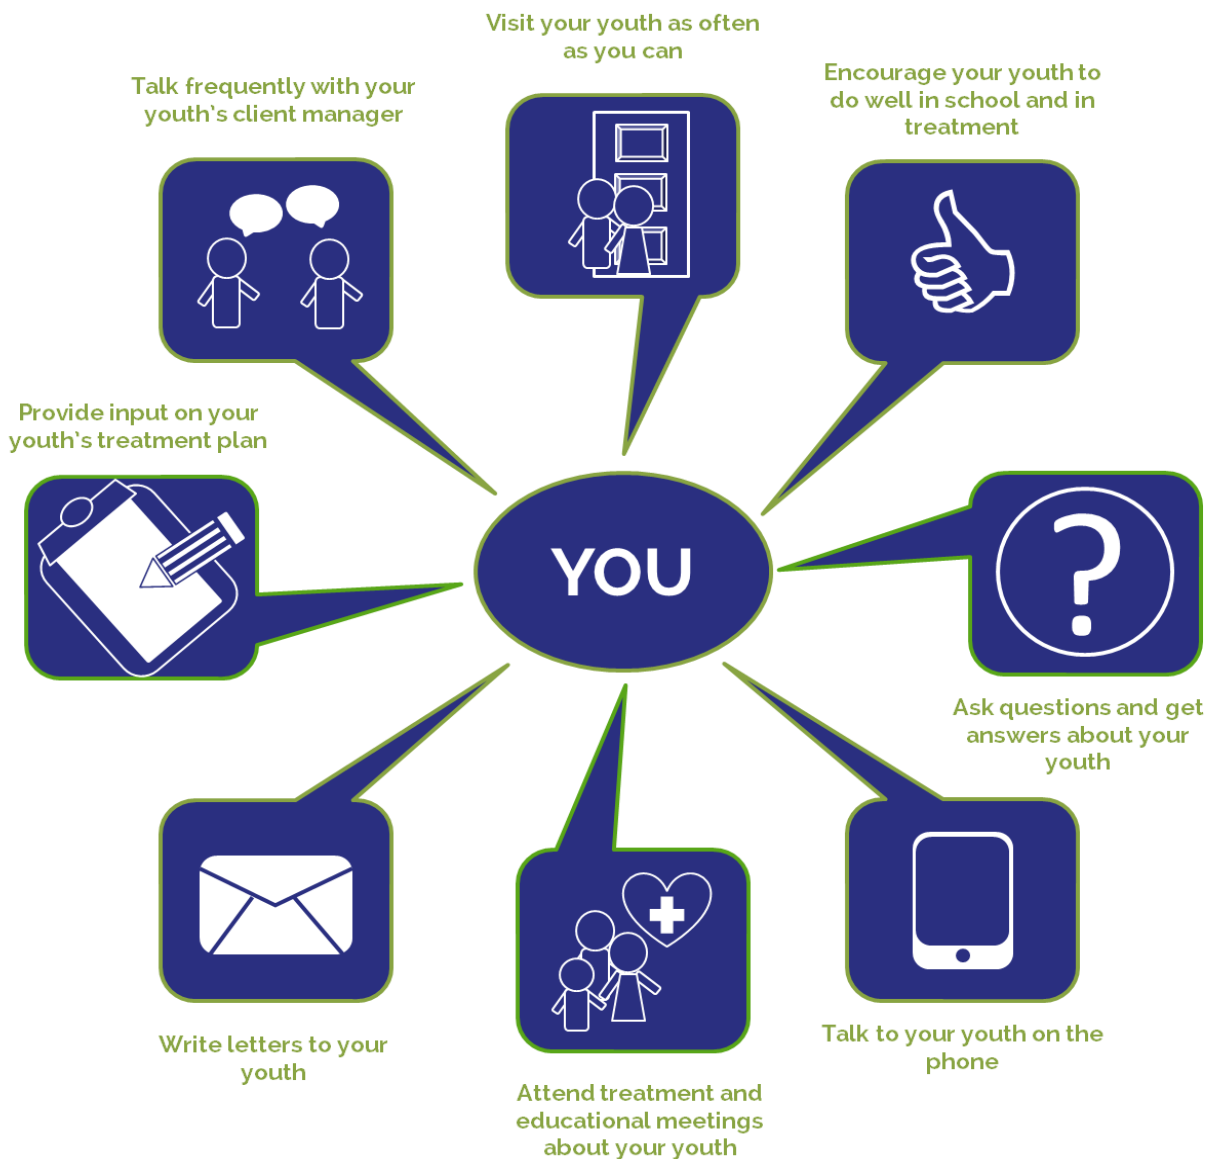 Visit your youth as often
as you can
Talk frequently with your
youth's client manager
Encourage your youth to
do well in school and in
treatment
Provide input on your
youth's treatment plan
YOU
?
Ask questions and get
answers about your
youth
Write letters to your
youth
Attend treatment and
educational meetings
about your youth
Talk to your youth on the
phone